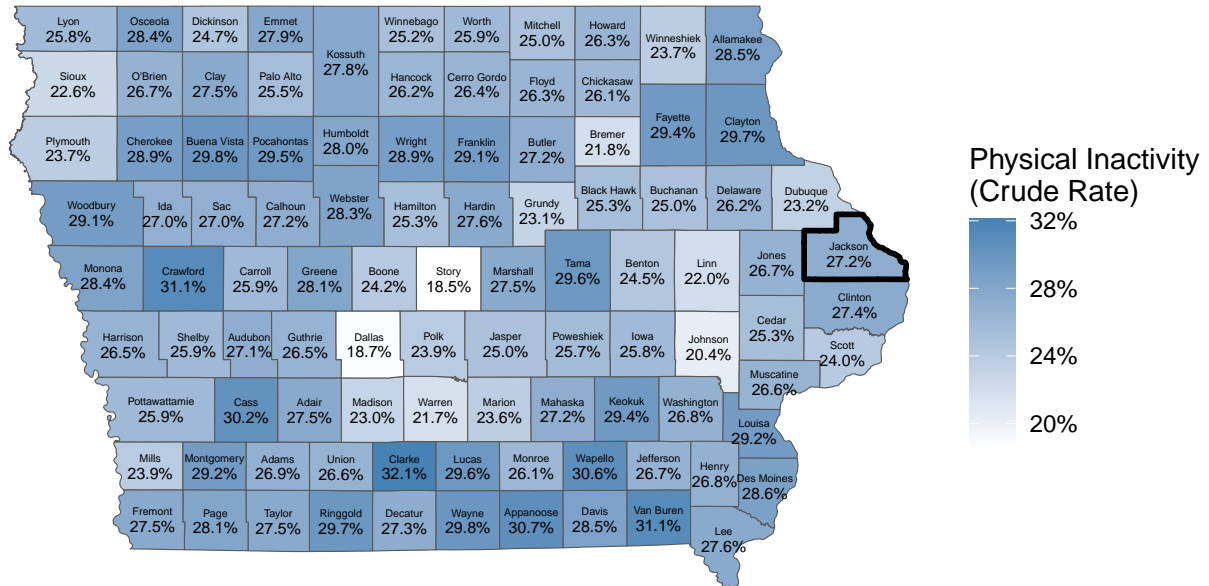 Lyon
25.8%
Osceola
28.4%
Dickinson
24.7%
Emmet
27.9%
Kossuth
27.8%
Winnebago
25.2%
Worth
25.9%
Mitchell
25.0%
Howard
26.3%
Winneshiek
23.7%
Allamakee
28.5%
Sioux
22.6%
O'Brien
26.7%
Clay
27.5%
Palo Alto
25.5%
Hancock
26.2%
Cerro Gordo
26.4%
Floyd
26.3%
Chickasaw
26.1%
Fayette
29.4%
Clayton
29.7%
Plymouth
23.7%
Cherokee
28.9%
Buena Vista
29.8%
Pocahontas
29.5%
Humboldt
28.0%
Wright
28.9%
Franklin
29.1%
Butler
27.2%
Bremer
21.8%
Woodbury
29.1%
Ida
27.0%
Sac
27.0%
Calhoun
27.2%
Webster
28.3%
Hamilton
25.3%
Hardin
27.6%
Grundy
23.1%
Black Hawk
25.3%
Buchanan
25.0%
Delaware
26.2%
Dubuque
23.2%
Monona
28.4%
Crawford
31.1%
Carroll
25.9%
Greene
28.1%
Boone
24.2%
Story
18.5%
Marshall
27.5%
Tama
29.6%
Benton
24.5%
Linn
22.0%
Jones
26.7%
Jackson
27.2%
Clinton
27.4%
Harrison
26.5%
Shelby
25.9%
Audubon
27.1%
Guthrie
26.5%
Dallas
18.7%
Polk
23.9%
Jasper
25.0%
Poweshiek
25.7%
Iowa
25.8%
Johnson
20.4%
Cedar
25.3%
Scott
24.0%
Muscatine
26.6%
Pottawattamie
25.9%
Cass
30.2%
Adair
27.5%
Madison
23.0%
Warren
21.7%
Marion
23.6%
Mahaska
27.2%
Keokuk
29.4%
Washington
26.8%
Louisa
29.2%
Mills
23.9%
Montgomery
29.2%
Adams
26.9%
Union
26.6%
Clarke
32.1%
Lucas
29.6%
Monroe
26.1%
Wapello
30.6%
Jefferson
26.7%
Henry
26.8%
Des Moines
28.6%
Fremont
27.5%
Page
28.1%
Taylor
27.5%
Ringgold
29.7%
Decatur
27.3%
Wayne
29.8%
Appanoose
30.7%
Davis
28.5%
Van Buren
31.1%
Lee
27.6%
Physical Inactivity
(Crude Rate)
32%
28%
24%
20%